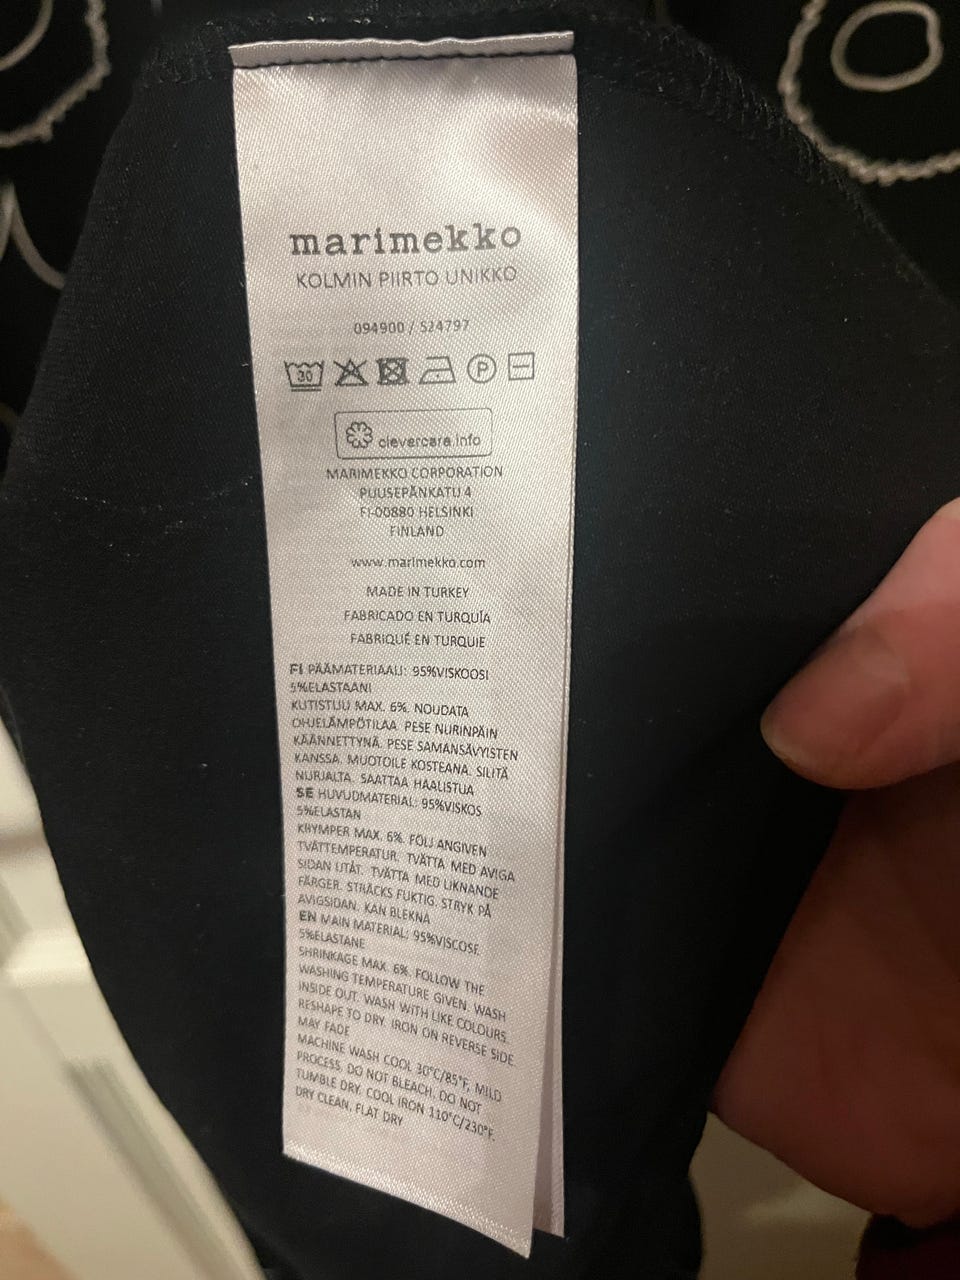 marimekko
KOLMIN PIIRTO UNIKKO
094900 / 524797
30 P
clevercare.info
MARIMEKKO CORPORATION
PUUSEPÄNKATU 4
FI-00880 HELSINKI
FINLAND
www.marimekko.com
MADE IN TURKEY
FABRICADO EN TURQUÍA
FABRIQUÉ EN TURQUIE
FI PÄÄMATERIAALI: 95%VISKOOSI
5%ELASTAANI
KUTISTUU MAX. 6%. NOUDATA
OHJELÄMPÖTILAA. PESE NURINPÄIN
KÄÄNNETTYNÄ. PESE SAMANSÄVYISTEN
KANSSA. MUOTOILE KOSTEANA. SILITÄ
NURJALTA. SAATTAA HAALISTUA
SE HUVUDMATERIAL: 95%VISKOS
5%ELASTAN
KRYMPER MAX. 6%. FÖLJ ANGIVEN
TVÄTTEMPERATUR. TVÄTTA MED AVIGA
SIDAN UTÅT. TVÄTTA MED LIKNANDE
FÄRGER. STRÄCKS FUKTIG. STRYK PÅ
AVIGSIDAN. KAN BLEKNA
EN MAIN MATERIAL: 95%VISCOSE
5%ELASTANE
SHRINKAGE MAX. 6%. FOLLOW THE
WASHING TEMPERATURE GIVEN. WASH
INSIDE OUT. WASH WITH LIKE COLOURS.
RESHAPE TO DRY. IRON ON REVERSE SIDE.
MAY FADE
MACHINE WASH COOL 30°C/85°F, MILD
PROCESS. DO NOT BLEACH. DO NOT
TUMBLE DRY. COOL IRON 110°C/230°F.
DRY CLEAN, FLAT DRY